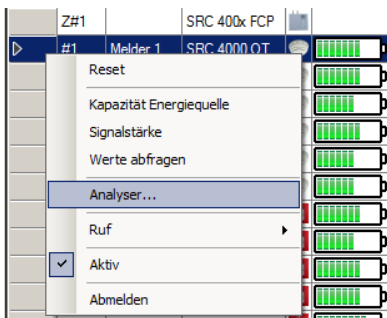 Z#1 SRC 400x FCP
#1 Melder 1 SRC 4000 OT
Reset
Kapazität Energiequelle
Signalstärke
Werte abfragen
Analyser...
Ruf
Aktiv
Abmelden